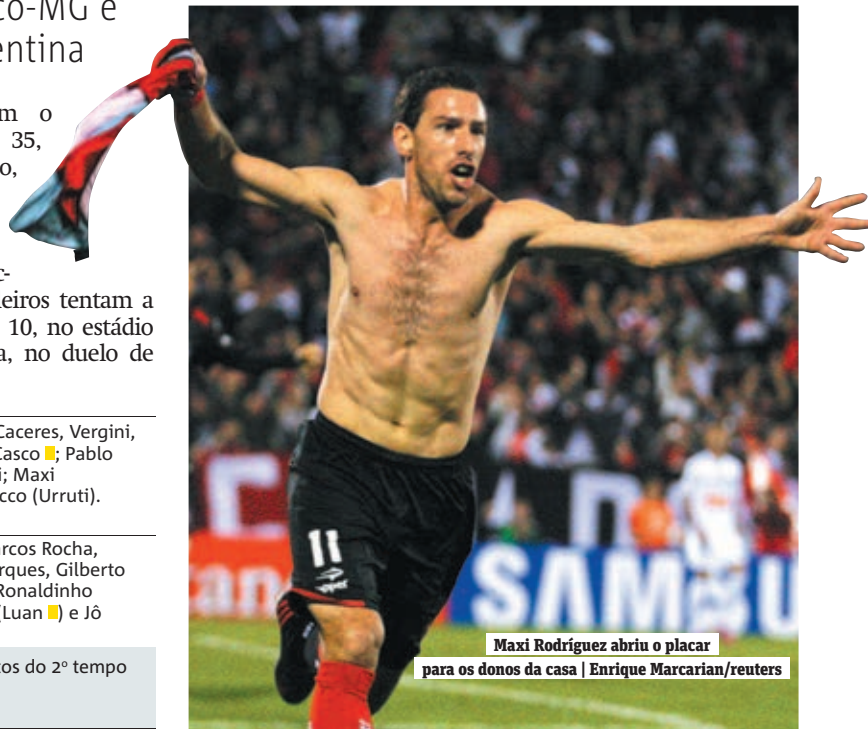 co-MG e
entina
m o
35,
o,
c-
leiros tentam a
10, no estádio
a, no duelo de
Caceres, Vergini,
Casco ; Pablo
i; Maxi
cco (Urruti).
rcos Rocha,
rques, Gilberto
Ronaldinho
(Luan ) e Jô
tos do 2º tempo
11
topper
SAMSU
Maxi Rodríguez abriu o placar
para os donos da casa | Enrique Marcarian/reuters